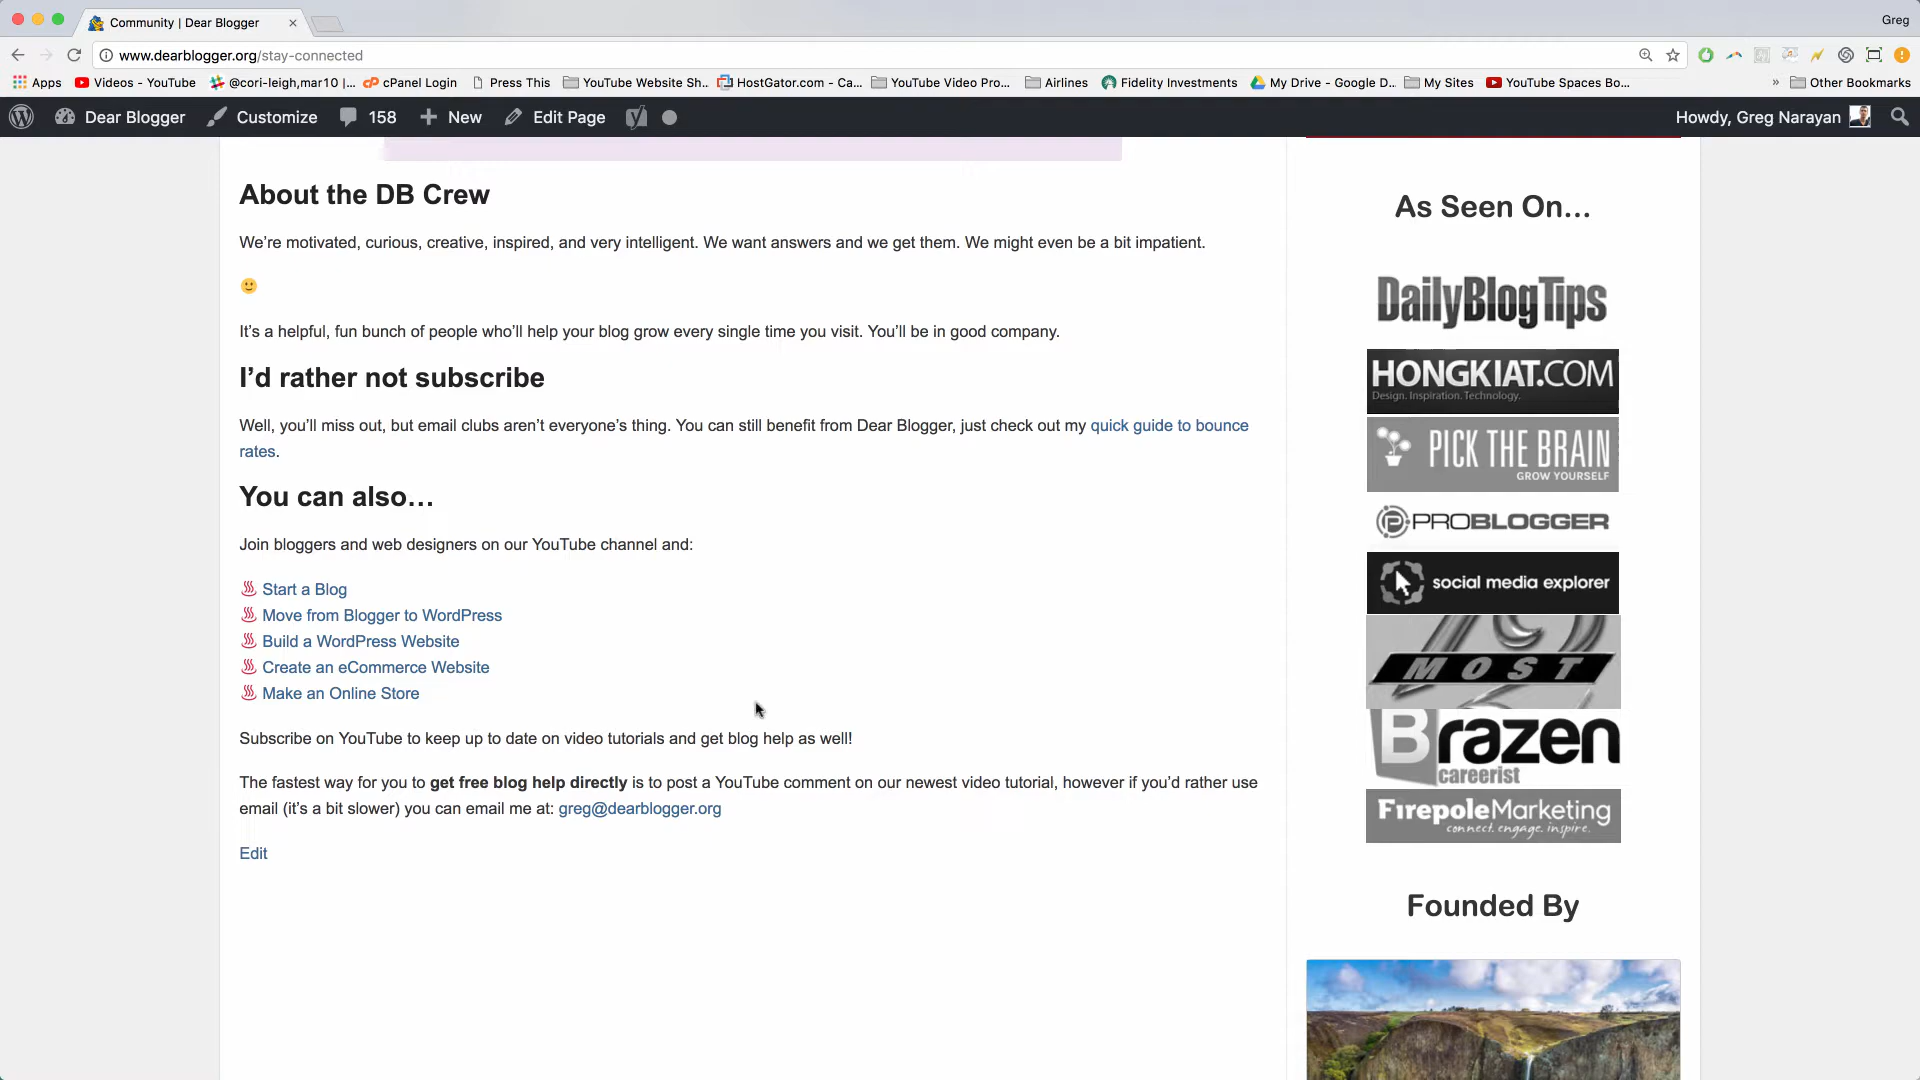 Community | Dear Blogger
Greg
www.dearblogger.org/stay-connected
Apps Videos - YouTube @cori-leigh,mar10 |... cPanel Login Press This YouTube Website Sh... HostGator.com - Ca... YouTube Video Pro... Airlines Fidelity Investments My Drive - Google D... My Sites YouTube Spaces Bo... » Other Bookmarks
Dear Blogger Customize 158 New Edit Page Howdy, Greg Narayan
About the DB Crew
We're motivated, curious, creative, inspired, and very intelligent. We want answers and we get them. We might even be a bit impatient.
It's a helpful, fun bunch of people who'll help your blog grow every single time you visit. You'll be in good company.
I'd rather not subscribe
Well, you'll miss out, but email clubs aren't everyone's thing. You can still benefit from Dear Blogger, just check out my quick guide to bounce
rates.
You can also...
Join bloggers and web designers on our YouTube channel and:
Start a Blog
Move from Blogger to WordPress
Build a WordPress Website
Create an eCommerce Website
Make an Online Store
Subscribe on YouTube to keep up to date on video tutorials and get blog help as well!
The fastest way for you to get free blog help directly is to post a YouTube comment on our newest video tutorial, however if you'd rather use
email (it's a bit slower) you can email me at: greg@dearblogger.org
Edit
As Seen On...
DailyBlogTips
HONGKIAT.COM
Design. Inspiration. Technology.
PICK THE BRAIN
GROW YOURSELF
PROBLOGGER
social media explorer
MOST
Brazen
careerist
FirepoleMarketing
connect. engage. inspire.
Founded By